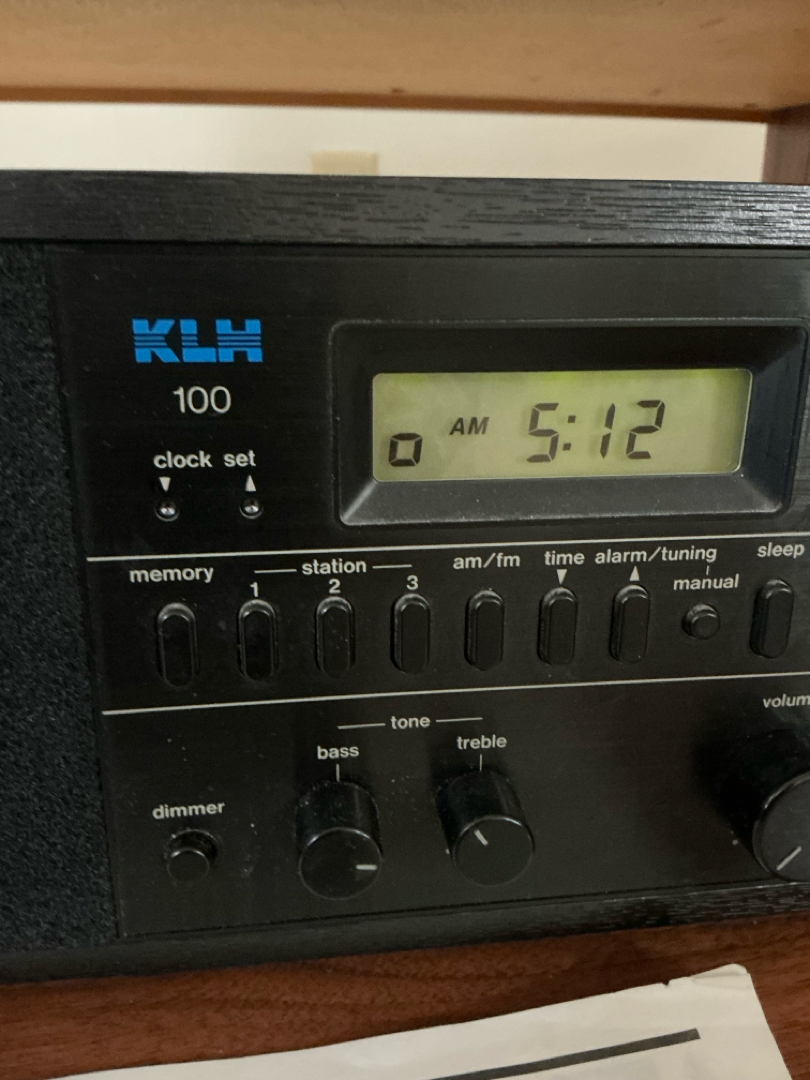 KLH
100
clock set
AM 5:12
memory
station
1 2 3
am/fm
time alarm/tuning
manual
sleep
tone
bass treble
dimmer
volum